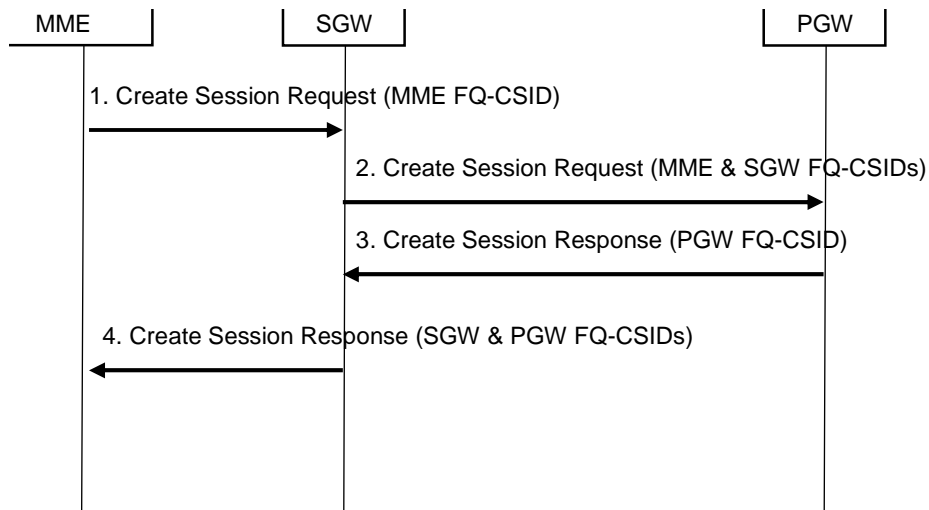 MME SGW PGW
1. Create Session Request (MME FQ-CSID)
2. Create Session Request (MME & SGW FQ-CSIDs)
3. Create Session Response (PGW FQ-CSID)
4. Create Session Response (SGW & PGW FQ-CSIDs)